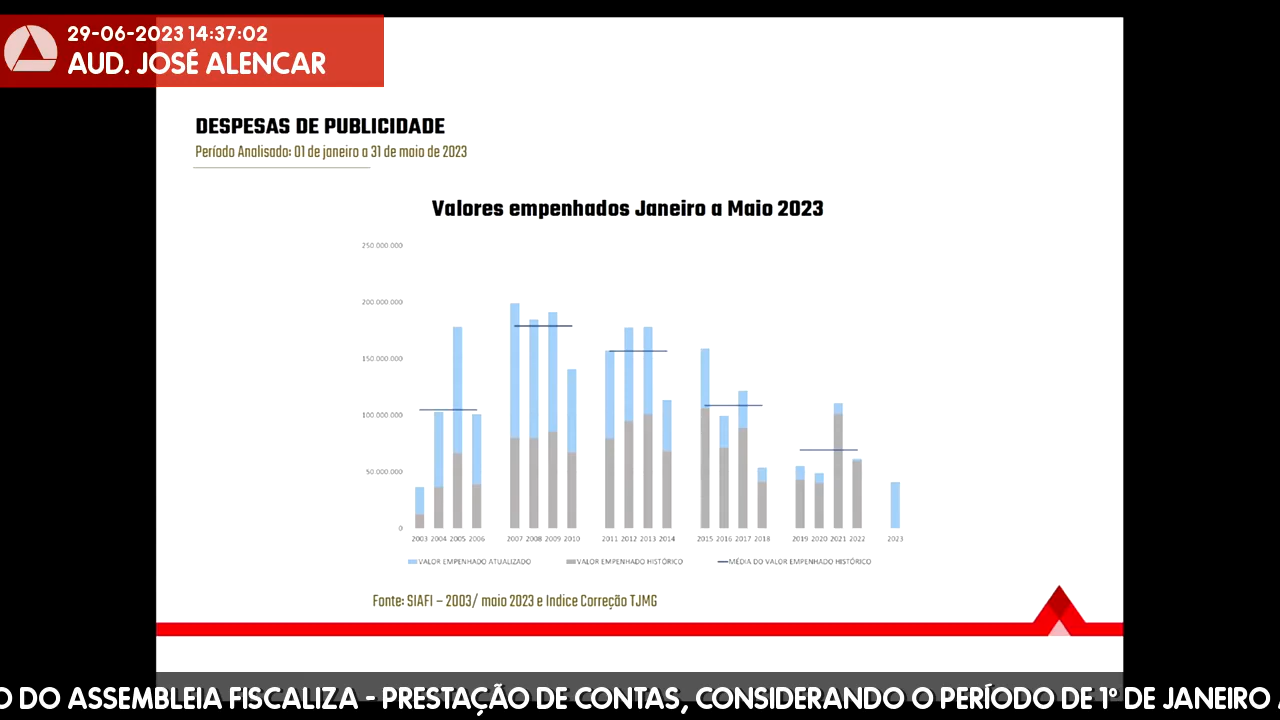 29-06-2023 14:37:02
AUD. JOSÉ ALENCAR
DESPESAS DE PUBLICIDADE
Período Analisado: 01 de janeiro a 31 de maio de 2023
Valores empenhados Janeiro a Maio 2023
250.000.000
200.000.000
150.000.000
100.000.000
50.000.000
0
2003 2004 2005 2006 2007 2008 2009 2010 2011 2012 2013 2014 2015 2016 2017 2018 2019 2020 2021 2022 2023
VALOR EMPENHADO ATUALIZADO VALOR EMPENHADO HISTÓRICO MÉDIA DO VALOR EMPENHADO HISTÓRICO
Fonte: SIAFI – 2003/ maio 2023 e Indice Correção TJMG
O DO ASSEMBLEIA FISCALIZA - PRESTAÇÃO DE CONTAS, CONSIDERANDO O PERÍODO DE 1º DE JANEIRO